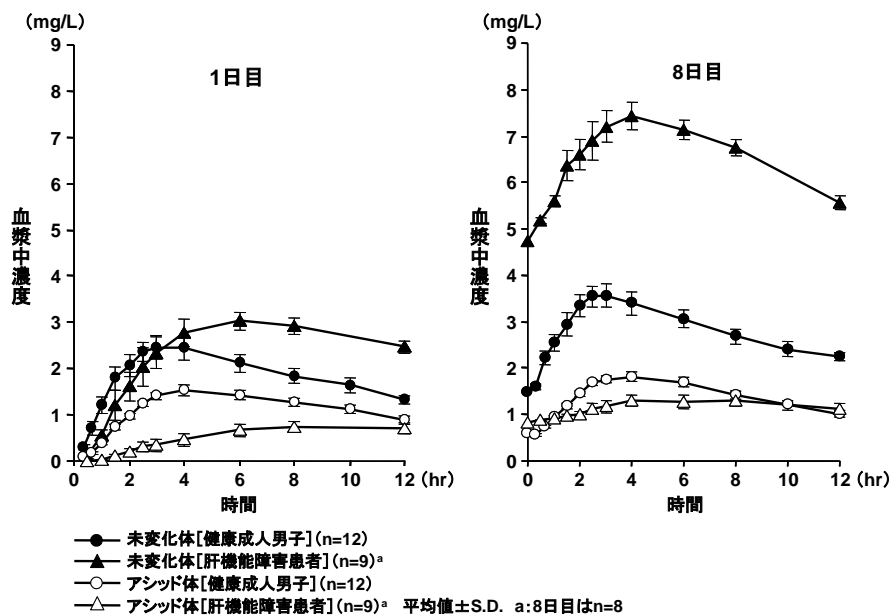 (mg/L)
9
8
7
6
5
4
3
2
1
0
1日目
血漿中濃度
0 2 4 6 8 10 12 (hr)
時間
(mg/L)
9
8
7
6
5
4
3
2
1
0
8日目
血漿中濃度
0 2 4 6 8 10 12 (hr)
時間
未変化体[健康成人男子](n=12)
未変化体[肝機能障害患者](n=9)ᵃ
アシッド体[健康成人男子](n=12)
アシッド体[肝機能障害患者](n=9)ᵃ 平均値±S.D. a:8日目はn=8